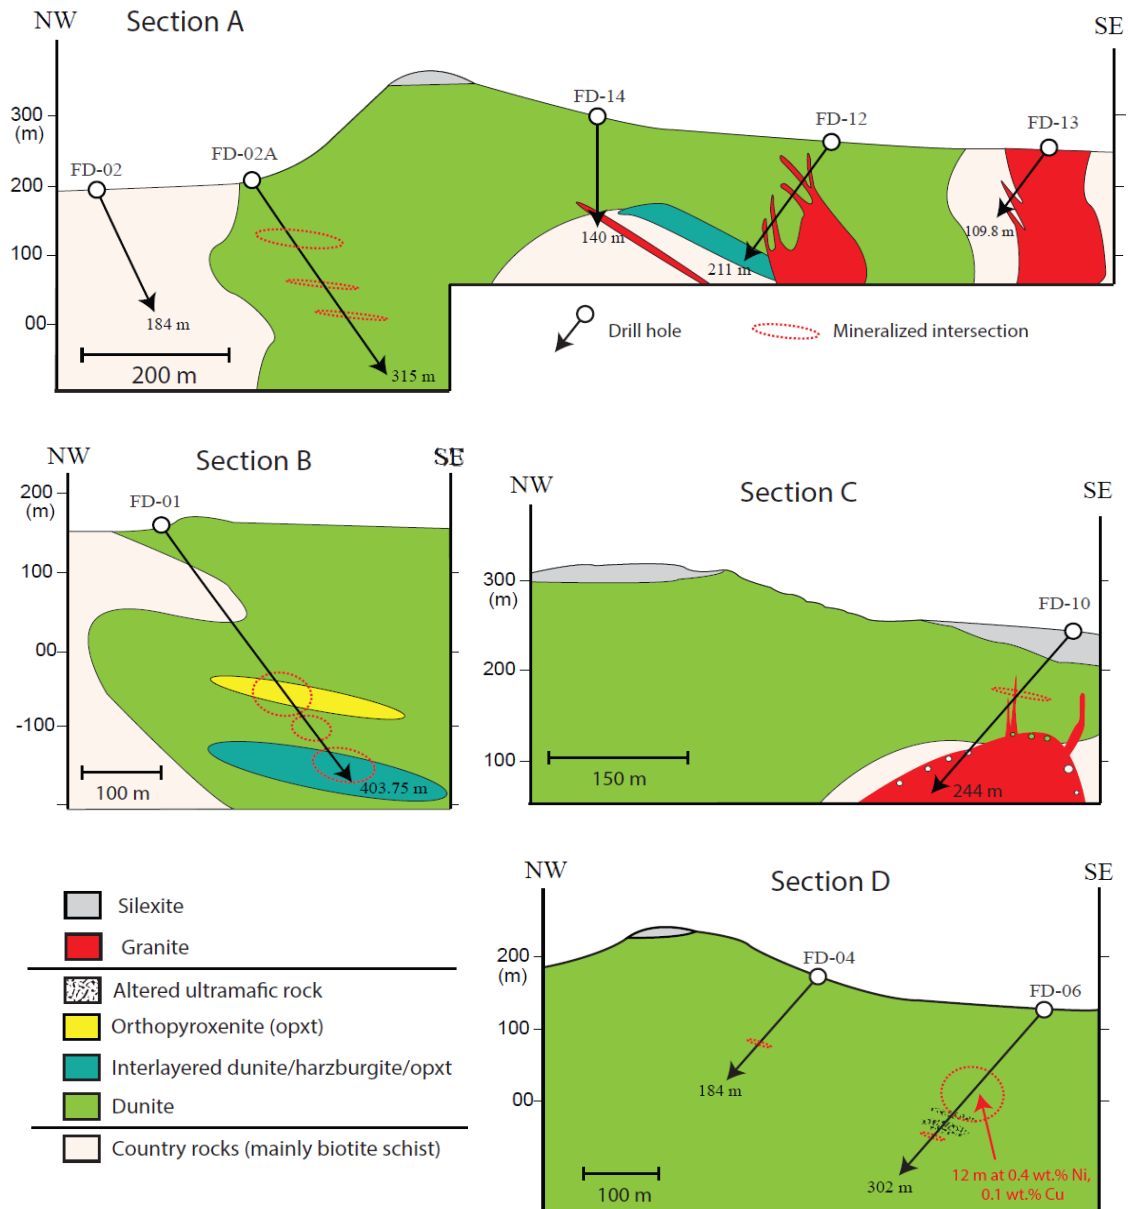 NW
Section A
SE
300
(m)
200
100
00
FD-02
FD-02A
FD-14
FD-12
FD-13
184 m
315 m
140 m
211 m
109.8 m
200 m
Drill hole
Mineralized intersection
NW
Section B
SE
200
(m)
100
00
-100
FD-01
403.75 m
100 m
NW
Section C
SE
300
(m)
200
100
FD-10
244 m
150 m
NW
Section D
SE
200
(m)
100
00
FD-04
FD-06
184 m
302 m
100 m
12 m at 0.4 wt.% Ni,
0.1 wt.% Cu
Silexite
Granite
Altered ultramafic rock
Orthopyroxenite (opxt)
Interlayered dunite/harzburgite/opxt
Dunite
Country rocks (mainly biotite schist)